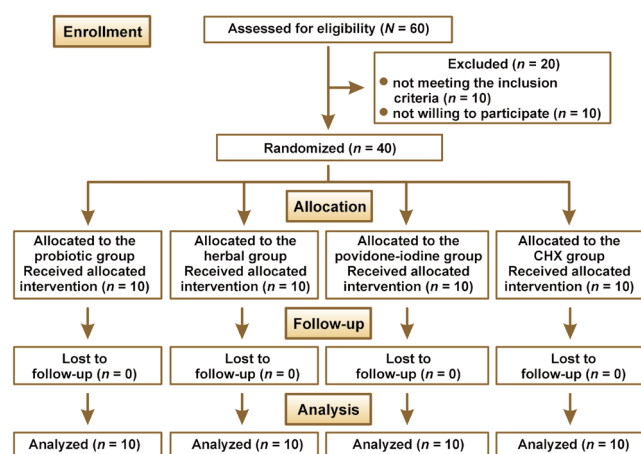 Enrollment
Assessed for eligibility (N = 60)
Excluded (n = 20)
● not meeting the inclusion
criteria (n = 10)
● not willing to participate (n = 10)
Randomized (n = 40)
Allocation
Allocated to the
probiotic group
Received allocated
intervention (n = 10)
Allocated to the
herbal group
Received allocated
intervention (n = 10)
Allocated to the
povidone-iodine group
Received allocated
intervention (n = 10)
Allocated to the
CHX group
Received allocated
intervention (n = 10)
Follow-up
Lost to
follow-up (n = 0)
Lost to
follow-up (n = 0)
Lost to
follow-up (n = 0)
Lost to
follow-up (n = 0)
Analysis
Analyzed (n = 10)
Analyzed (n = 10)
Analyzed (n = 10)
Analyzed (n = 10)